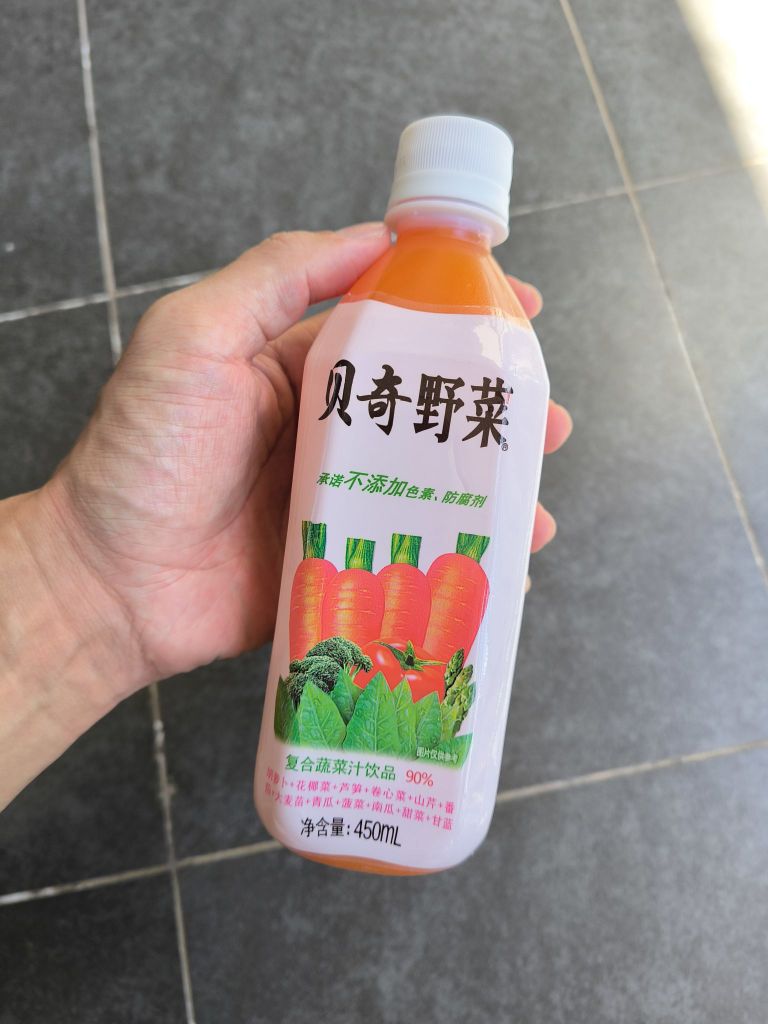 贝奇野菜®
承诺不添加色素、防腐剂
图片仅供参考
复合蔬菜汁饮品 90%
胡萝卜+花椰菜+芦笋+卷心菜+山芹+番
茄+大麦苗+青瓜+菠菜+南瓜+甜菜+甘蓝
净含量:450mL